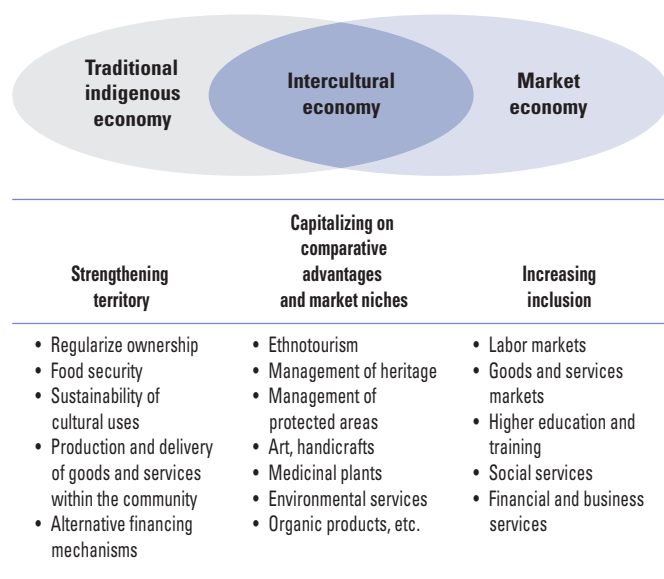 Traditional
indigenous
economy
Intercultural
economy
Market
economy
Strengthening
territory
Capitalizing on
comparative
advantages
and market niches
Increasing
inclusion
• Regularize ownership
• Food security
• Sustainability of
cultural uses
• Production and delivery
of goods and services
within the community
• Alternative financing
mechanisms
• Ethnotourism
• Management of heritage
• Management of
protected areas
• Art, handicrafts
• Medicinal plants
• Environmental services
• Organic products, etc.
• Labor markets
• Goods and services
markets
• Higher education and
training
• Social services
• Financial and business
services